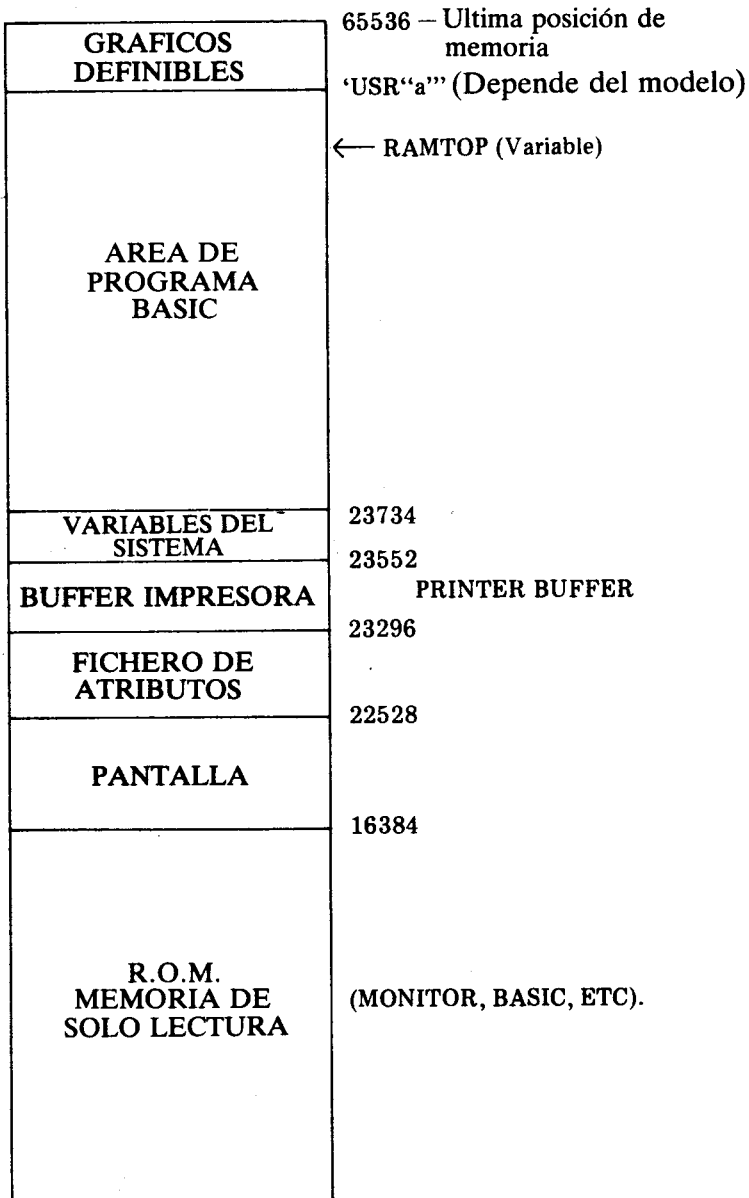 GRAFICOS
DEFINIBLES
65536 – Ultima posición de
memoria
‘USR“a”’ (Depende del modelo)
← RAMTOP (Variable)
AREA DE
PROGRAMA
BASIC
23734
VARIABLES DEL
SISTEMA
23552
BUFFER IMPRESORA
PRINTER BUFFER
23296
FICHERO DE
ATRIBUTOS
22528
PANTALLA
16384
R.O.M.
MEMORIA DE
SOLO LECTURA
(MONITOR, BASIC, ETC).